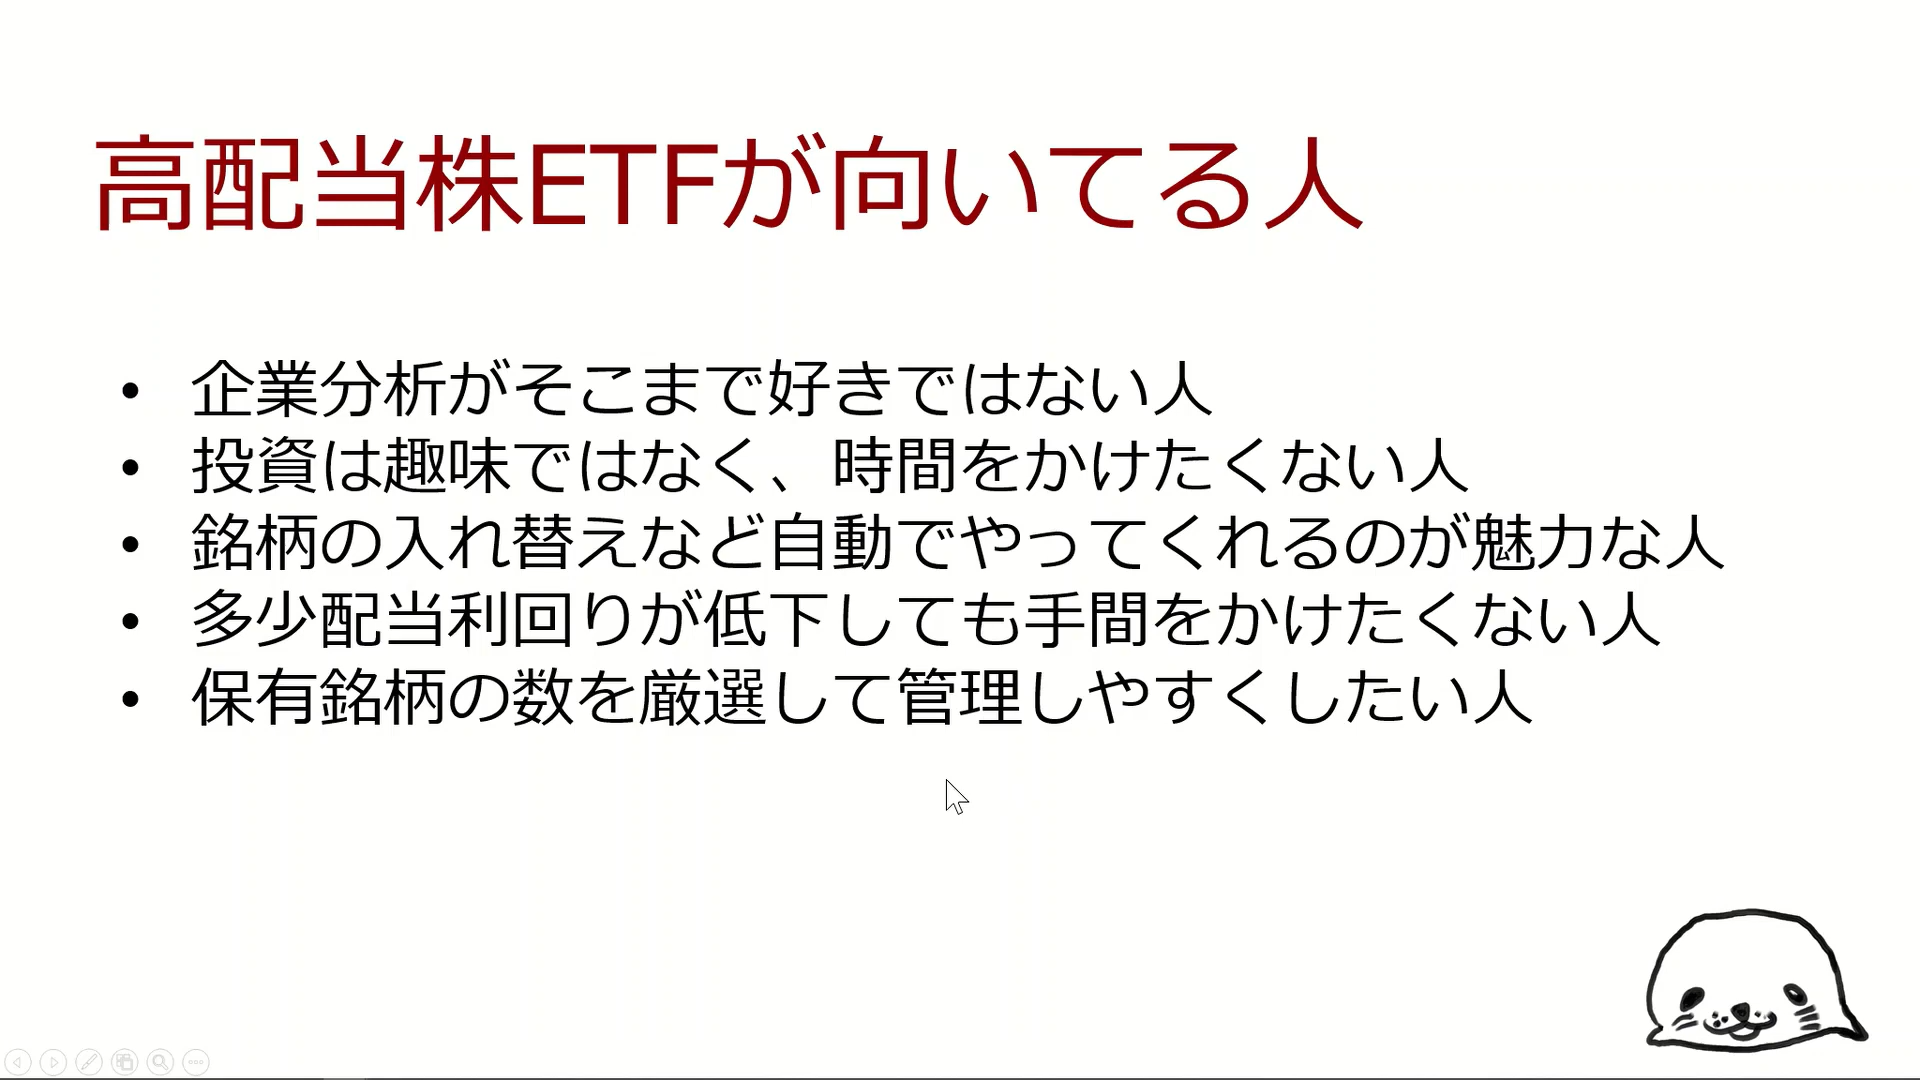 高配当株ETFが向いてる人
• 企業分析がそこまで好きではない人
• 投資は趣味ではなく、時間をかけたくない人
• 銘柄の入れ替えなど自動でやってくれるのが魅力な人
• 多少配当利回りが低下しても手間をかけたくない人
• 保有銘柄の数を厳選して管理しやすくしたい人